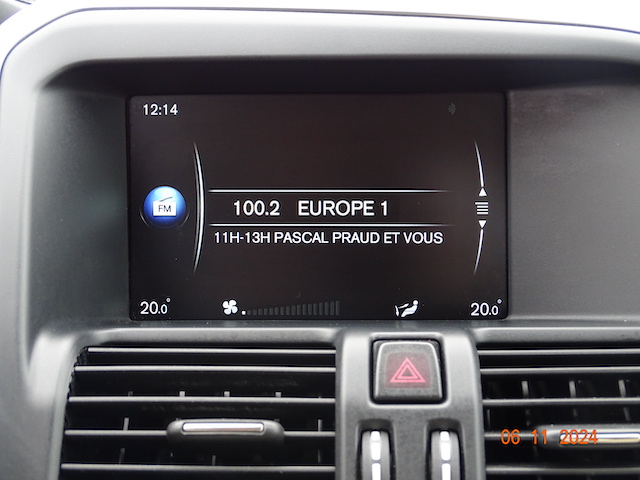 12:14
FM
100.2 EUROPE 1
11H-13H PASCAL PRAUD ET VOUS
20.0° 20.0°
06 11 2024